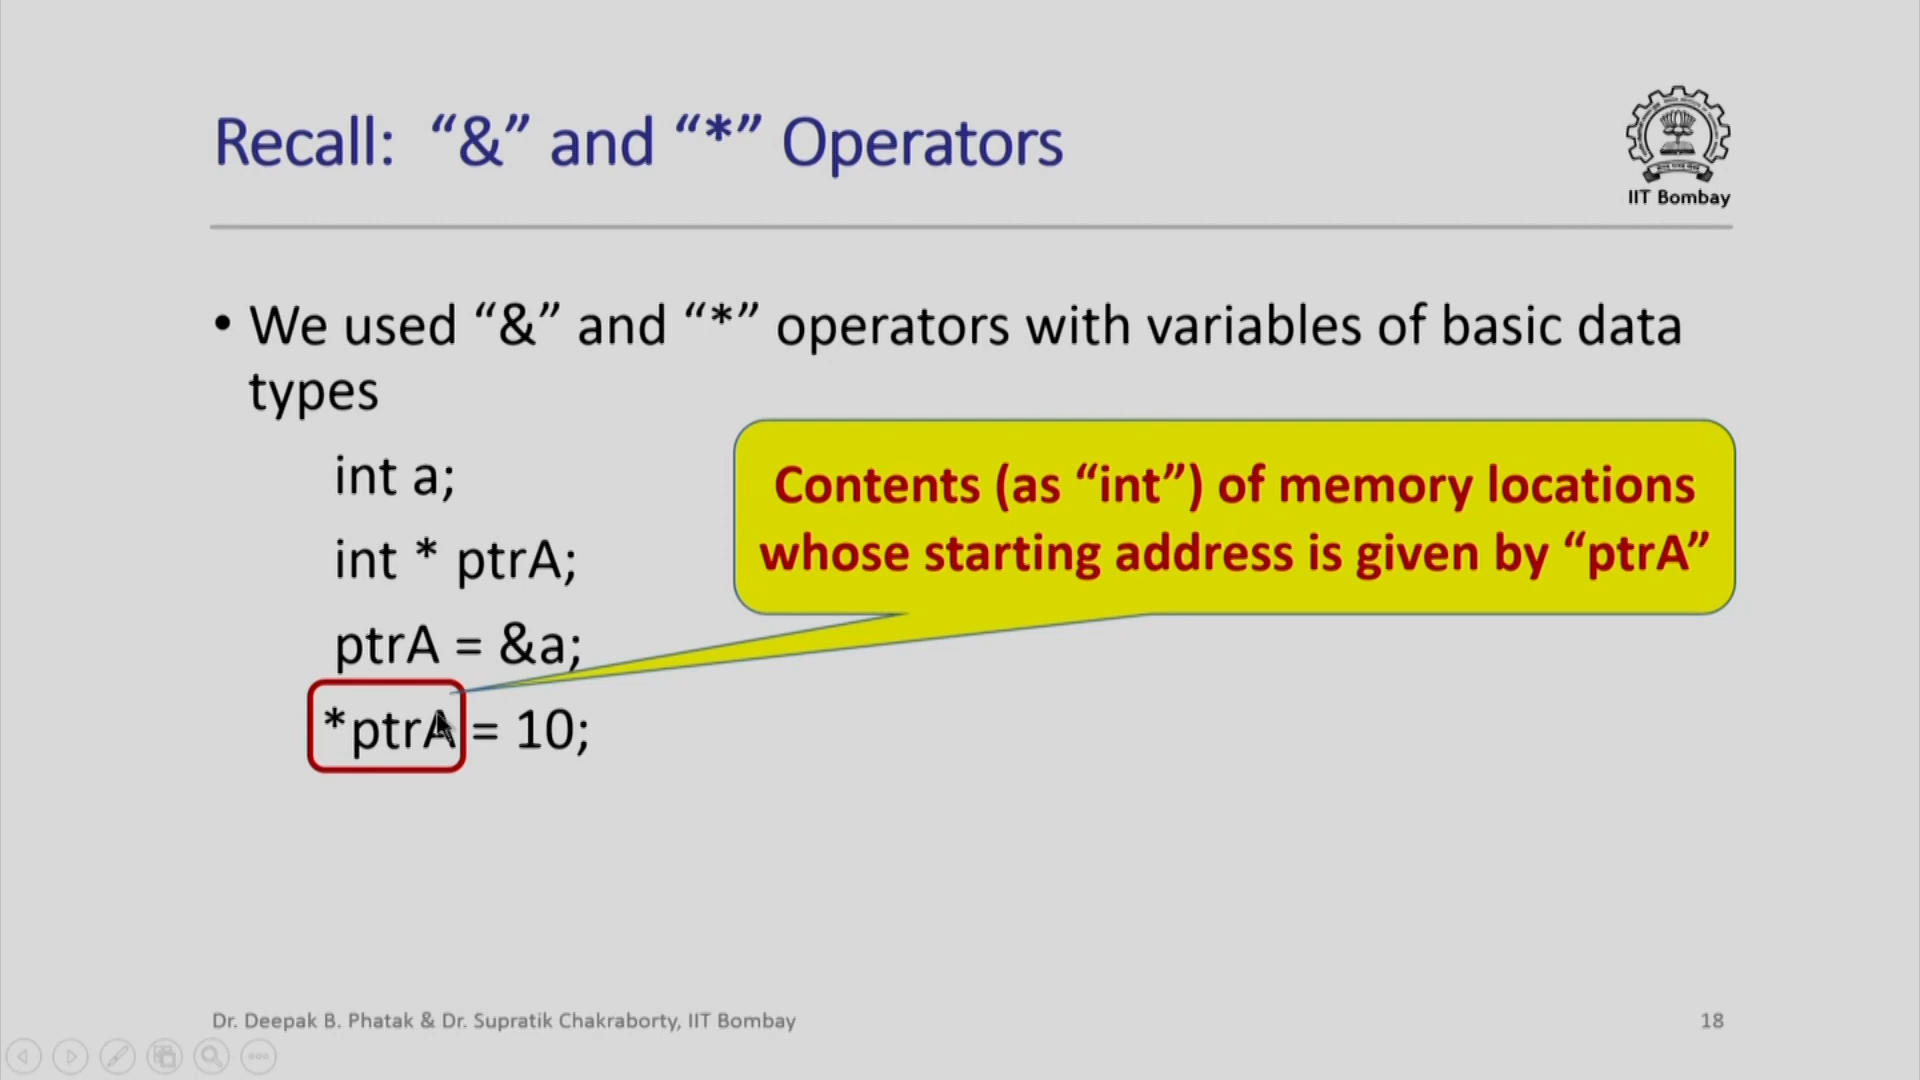 Recall: “&” and “*” Operators
IIT Bombay
• We used “&” and “*” operators with variables of basic data
types
int a;
int * ptrA;
ptrA = &a;
*ptrA = 10;
Contents (as “int”) of memory locations
whose starting address is given by “ptrA”
Dr. Deepak B. Phatak & Dr. Supratik Chakraborty, IIT Bombay
18